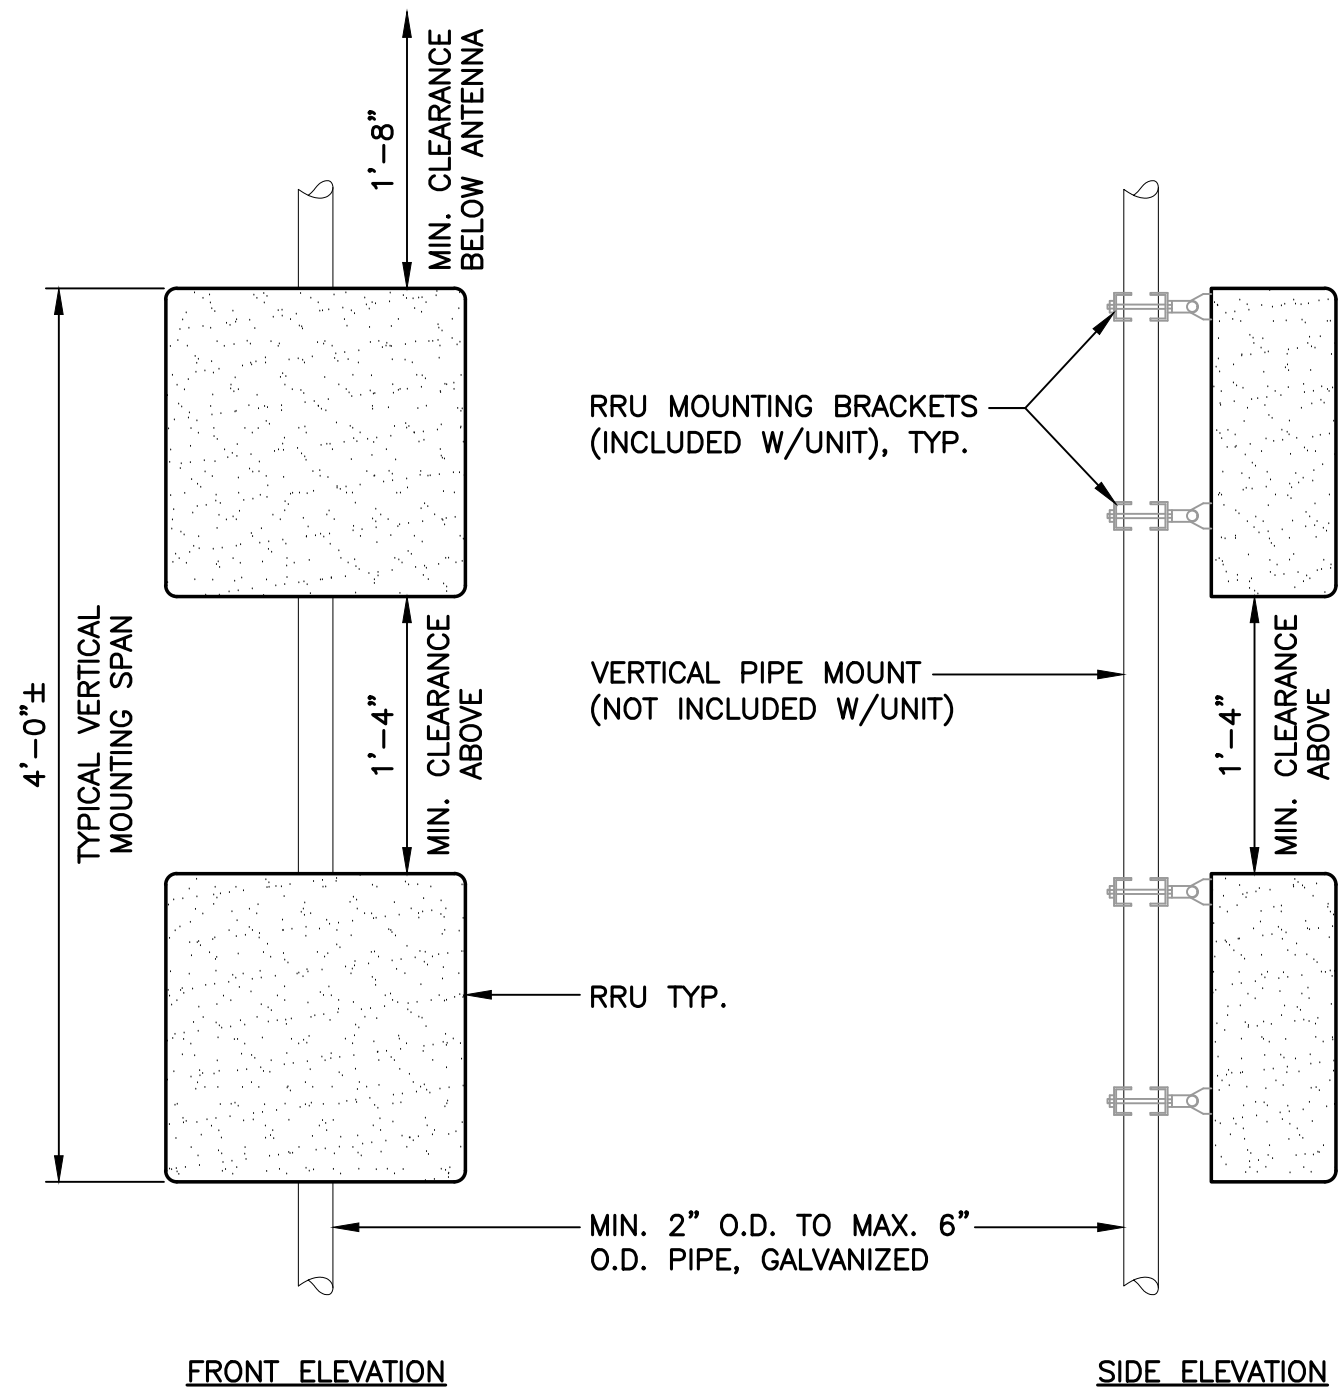 1'-8"
MIN. CLEARANCE
BELOW ANTENNA
RRU MOUNTING BRACKETS
(INCLUDED W/UNIT), TYP.
4'-0"±
TYPICAL VERTICAL
MOUNTING SPAN
1'-4"
MIN. CLEARANCE
ABOVE
VERTICAL PIPE MOUNT
(NOT INCLUDED W/UNIT)
1'-4"
MIN. CLEARANCE
ABOVE
RRU TYP.
MIN. 2" O.D. TO MAX. 6"
O.D. PIPE, GALVANIZED
FRONT ELEVATION
SIDE ELEVATION